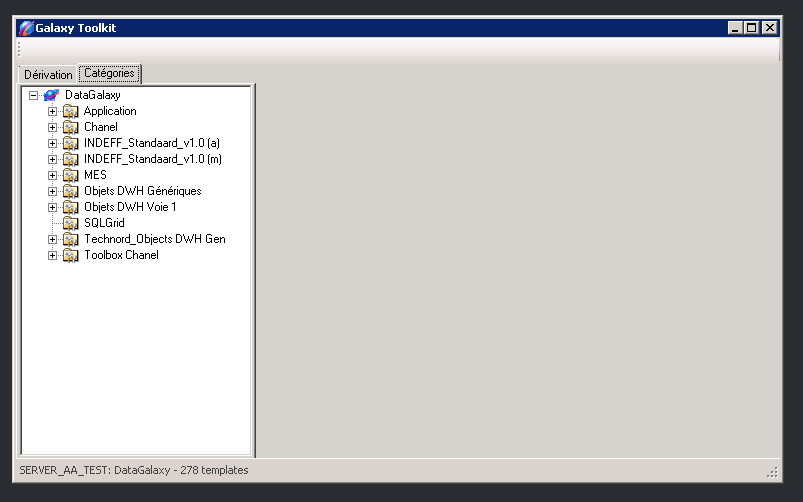 Galaxy Toolkit
Dérivation Catégories
DataGalaxy
Application
Chanel
INDEFF_Standaard_v1.0 (a)
INDEFF_Standaard_v1.0 (m)
MES
Objets DWH Génériques
Objets DWH Voie 1
SQLGrid
Technord_Objects DWH Gen
Toolbox Chanel
SERVER_AA_TEST: DataGalaxy - 278 templates